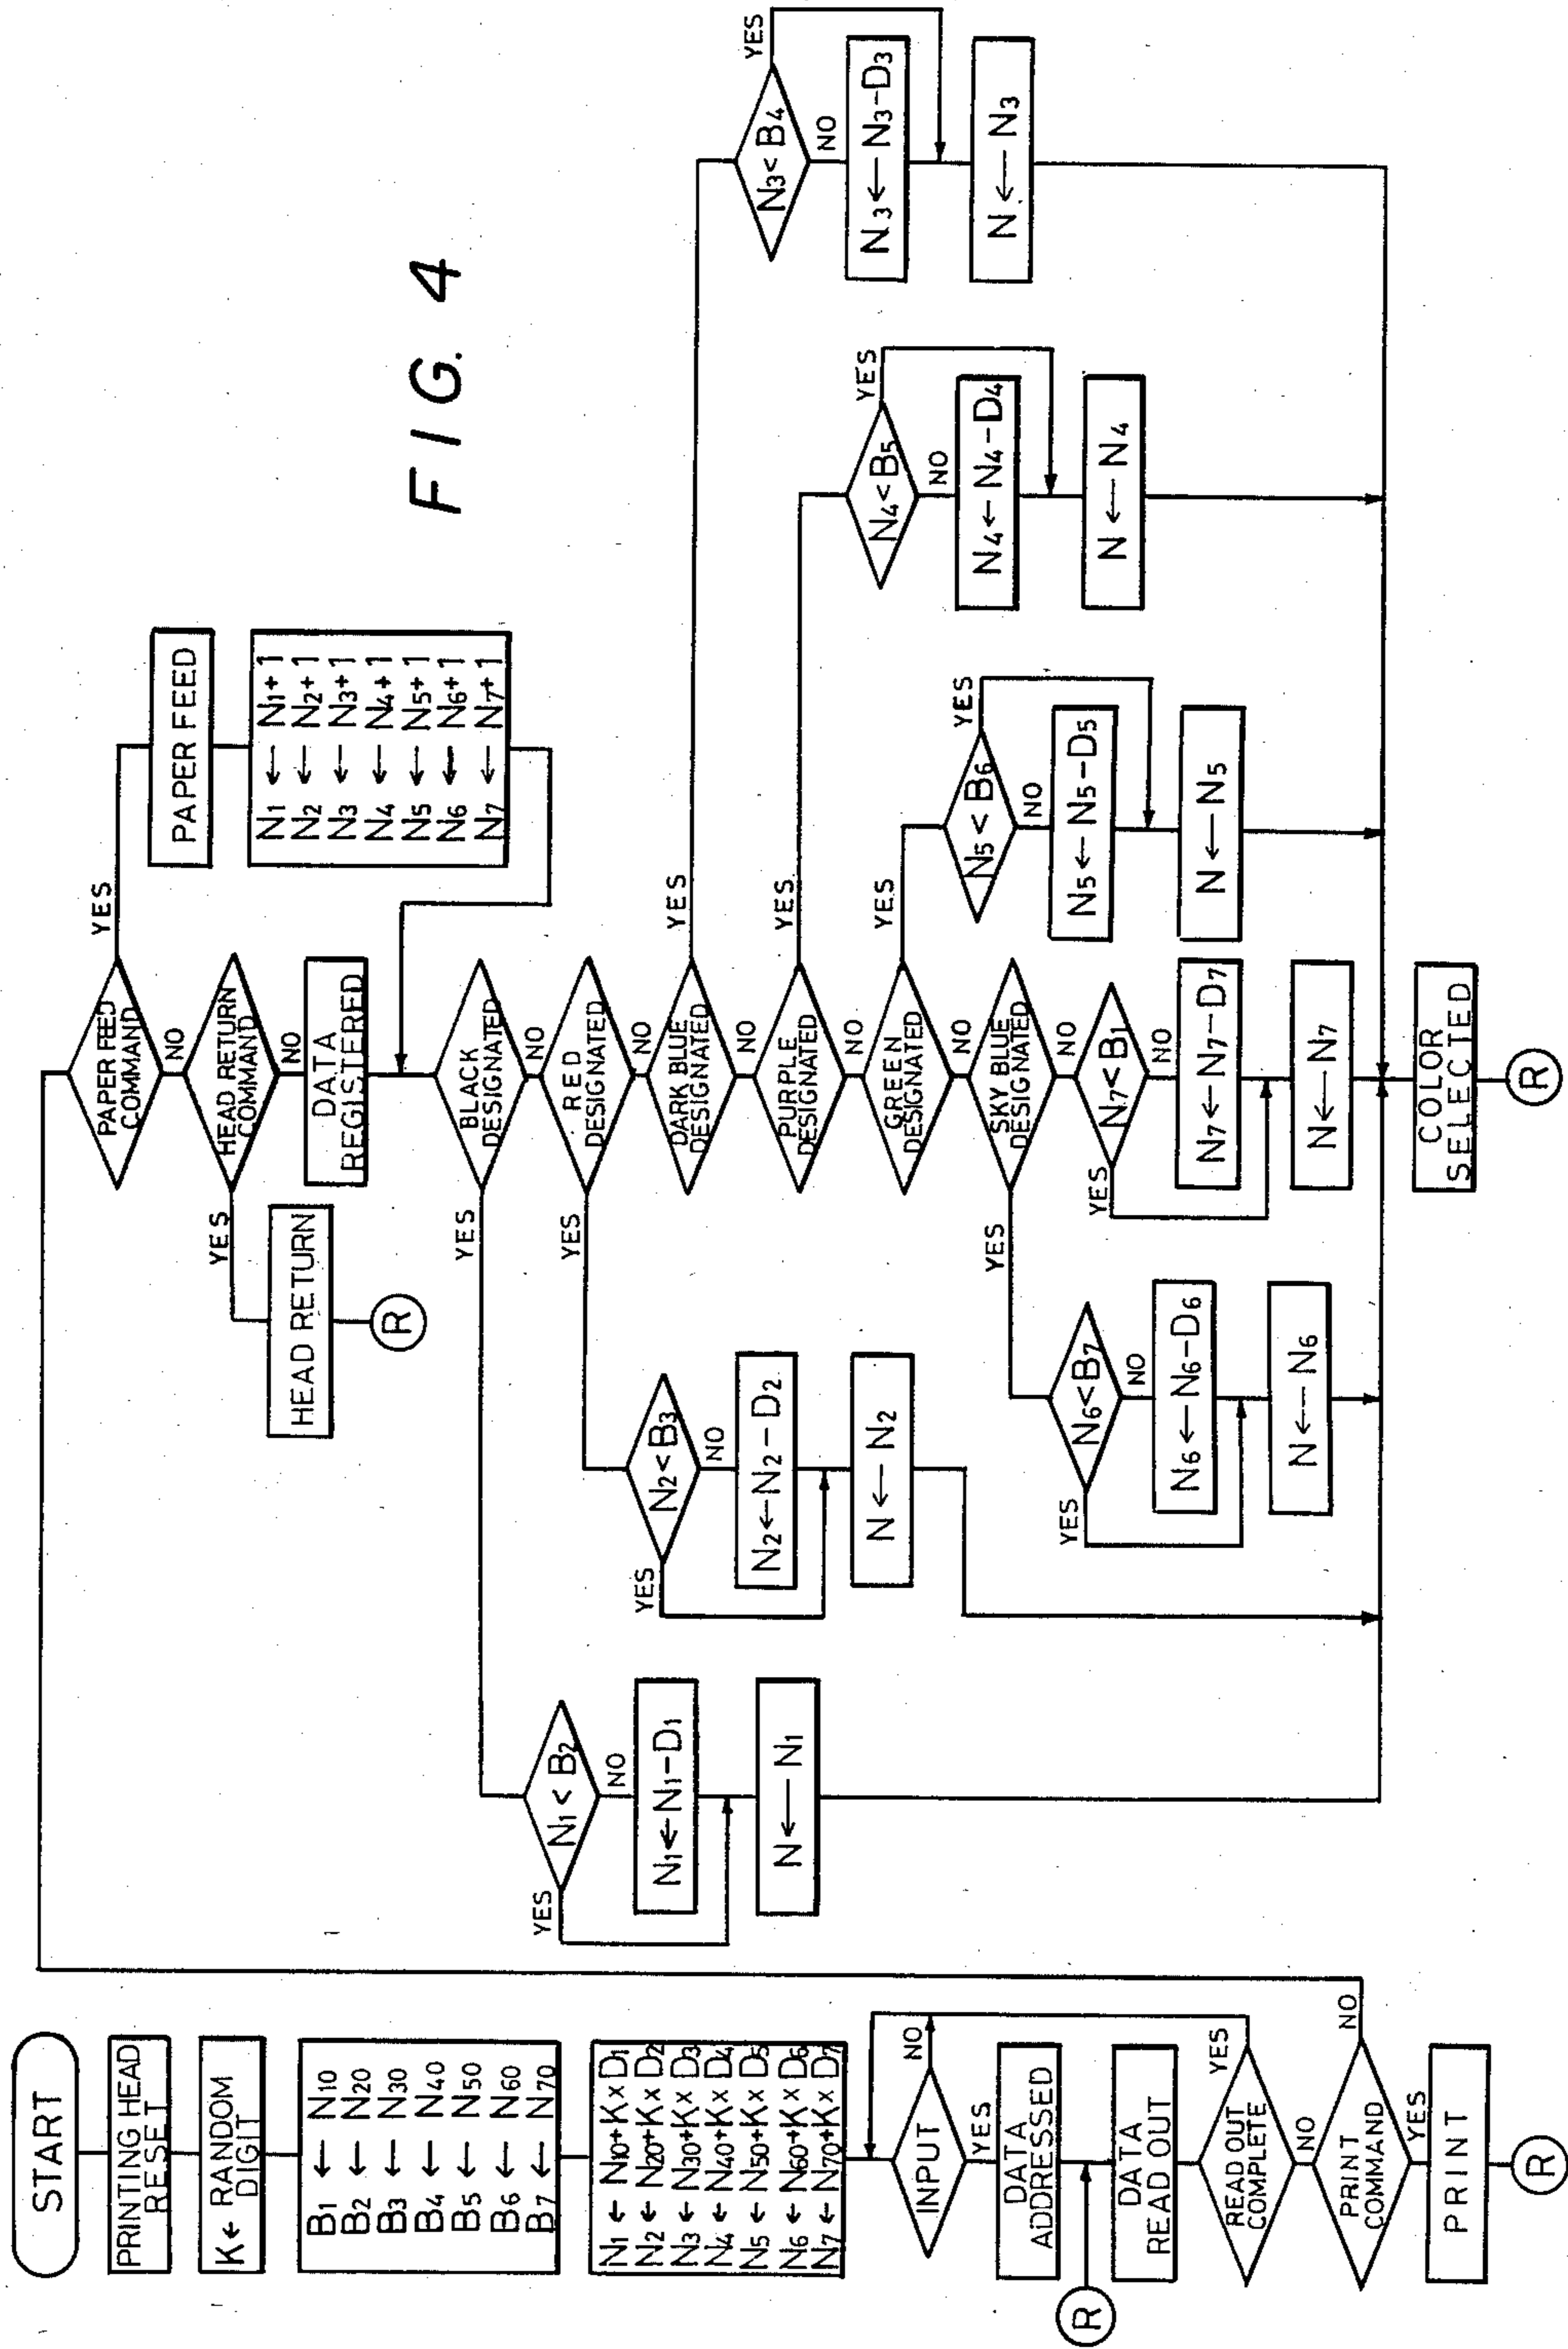 FIG. 4
START
PRINTING HEAD
RESET
K ← RANDOM
DIGIT
B1 ← N10
B2 ← N20
B3 ← N30
B4 ← N40
B5 ← N50
B6 ← N60
B7 ← N70
N1 ← N10+K×D1
N2 ← N20+K×D2
N3 ← N30+K×D3
N4 ← N40+K×D4
N5 ← N50+K×D5
N6 ← N60+K×D6
N7 ← N70+K×D7
INPUT
NO
YES
DATA
ADDRESSED
R
DATA
READ OUT
READ OUT
COMPLETE
YES
NO
PRINT
COMMAND
NO
YES
PRINT
R
PAPER FEED
COMMAND
YES
NO
PAPER FEED
N1 ← N1+1
N2 ← N2+1
N3 ← N3+1
N4 ← N4+1
N5 ← N5+1
N6 ← N6+1
N7 ← N7+1
HEAD RETURN
COMMAND
YES
NO
HEAD RETURN
R
DATA
REGISTERED
BLACK
DESIGNATED
YES
NO
N1 < B2
YES
NO
N1 ← N1-D1
N ← N1
RED
DESIGNATED
YES
NO
N2 < B3
YES
NO
N2 ← N2-D2
N ← N2
DARK BLUE
DESIGNATED
YES
NO
N3 < B4
YES
NO
N3 ← N3-D3
N ← N3
PURPLE
DESIGNATED
YES
NO
N4 < B5
YES
NO
N4 ← N4-D4
N ← N4
GREEN
DESIGNATED
YES
NO
N5 < B6
YES
NO
N5 ← N5-D5
N ← N5
SKY BLUE
DESIGNATED
YES
NO
N6 < B7
YES
NO
N6 ← N6-D6
N ← N6
N7 < B1
YES
NO
N7 ← N7-D7
N ← N7
COLOR
SELECTED
R